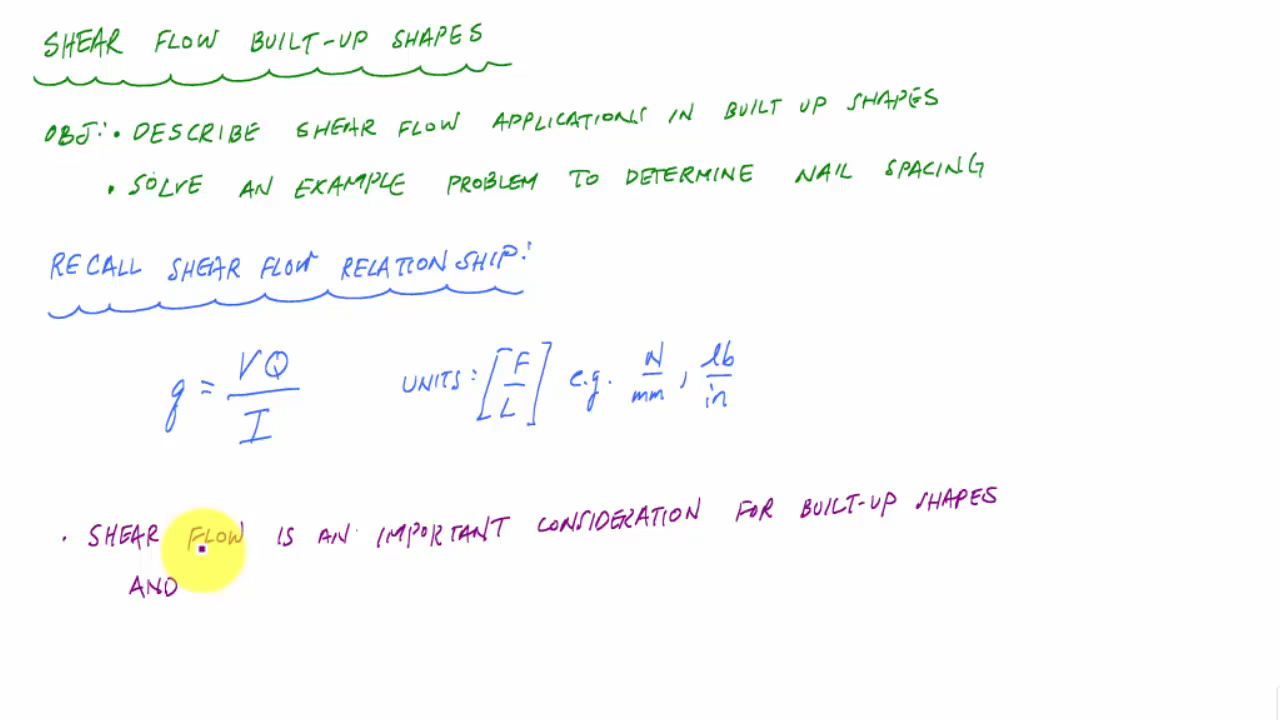 SHEAR FLOW BUILT-UP SHAPES
OBJ: • DESCRIBE SHEAR FLOW APPLICATIONS IN BUILT UP SHAPES
• SOLVE AN EXAMPLE PROBLEM TO DETERMINE NAIL SPACING
RECALL SHEAR FLOW RELATIONSHIP:
q = VQ / I UNITS: [F / L] e.g. N / mm , lb / in
• SHEAR FLOW IS AN IMPORTANT CONSIDERATION FOR BUILT-UP SHAPES
AND